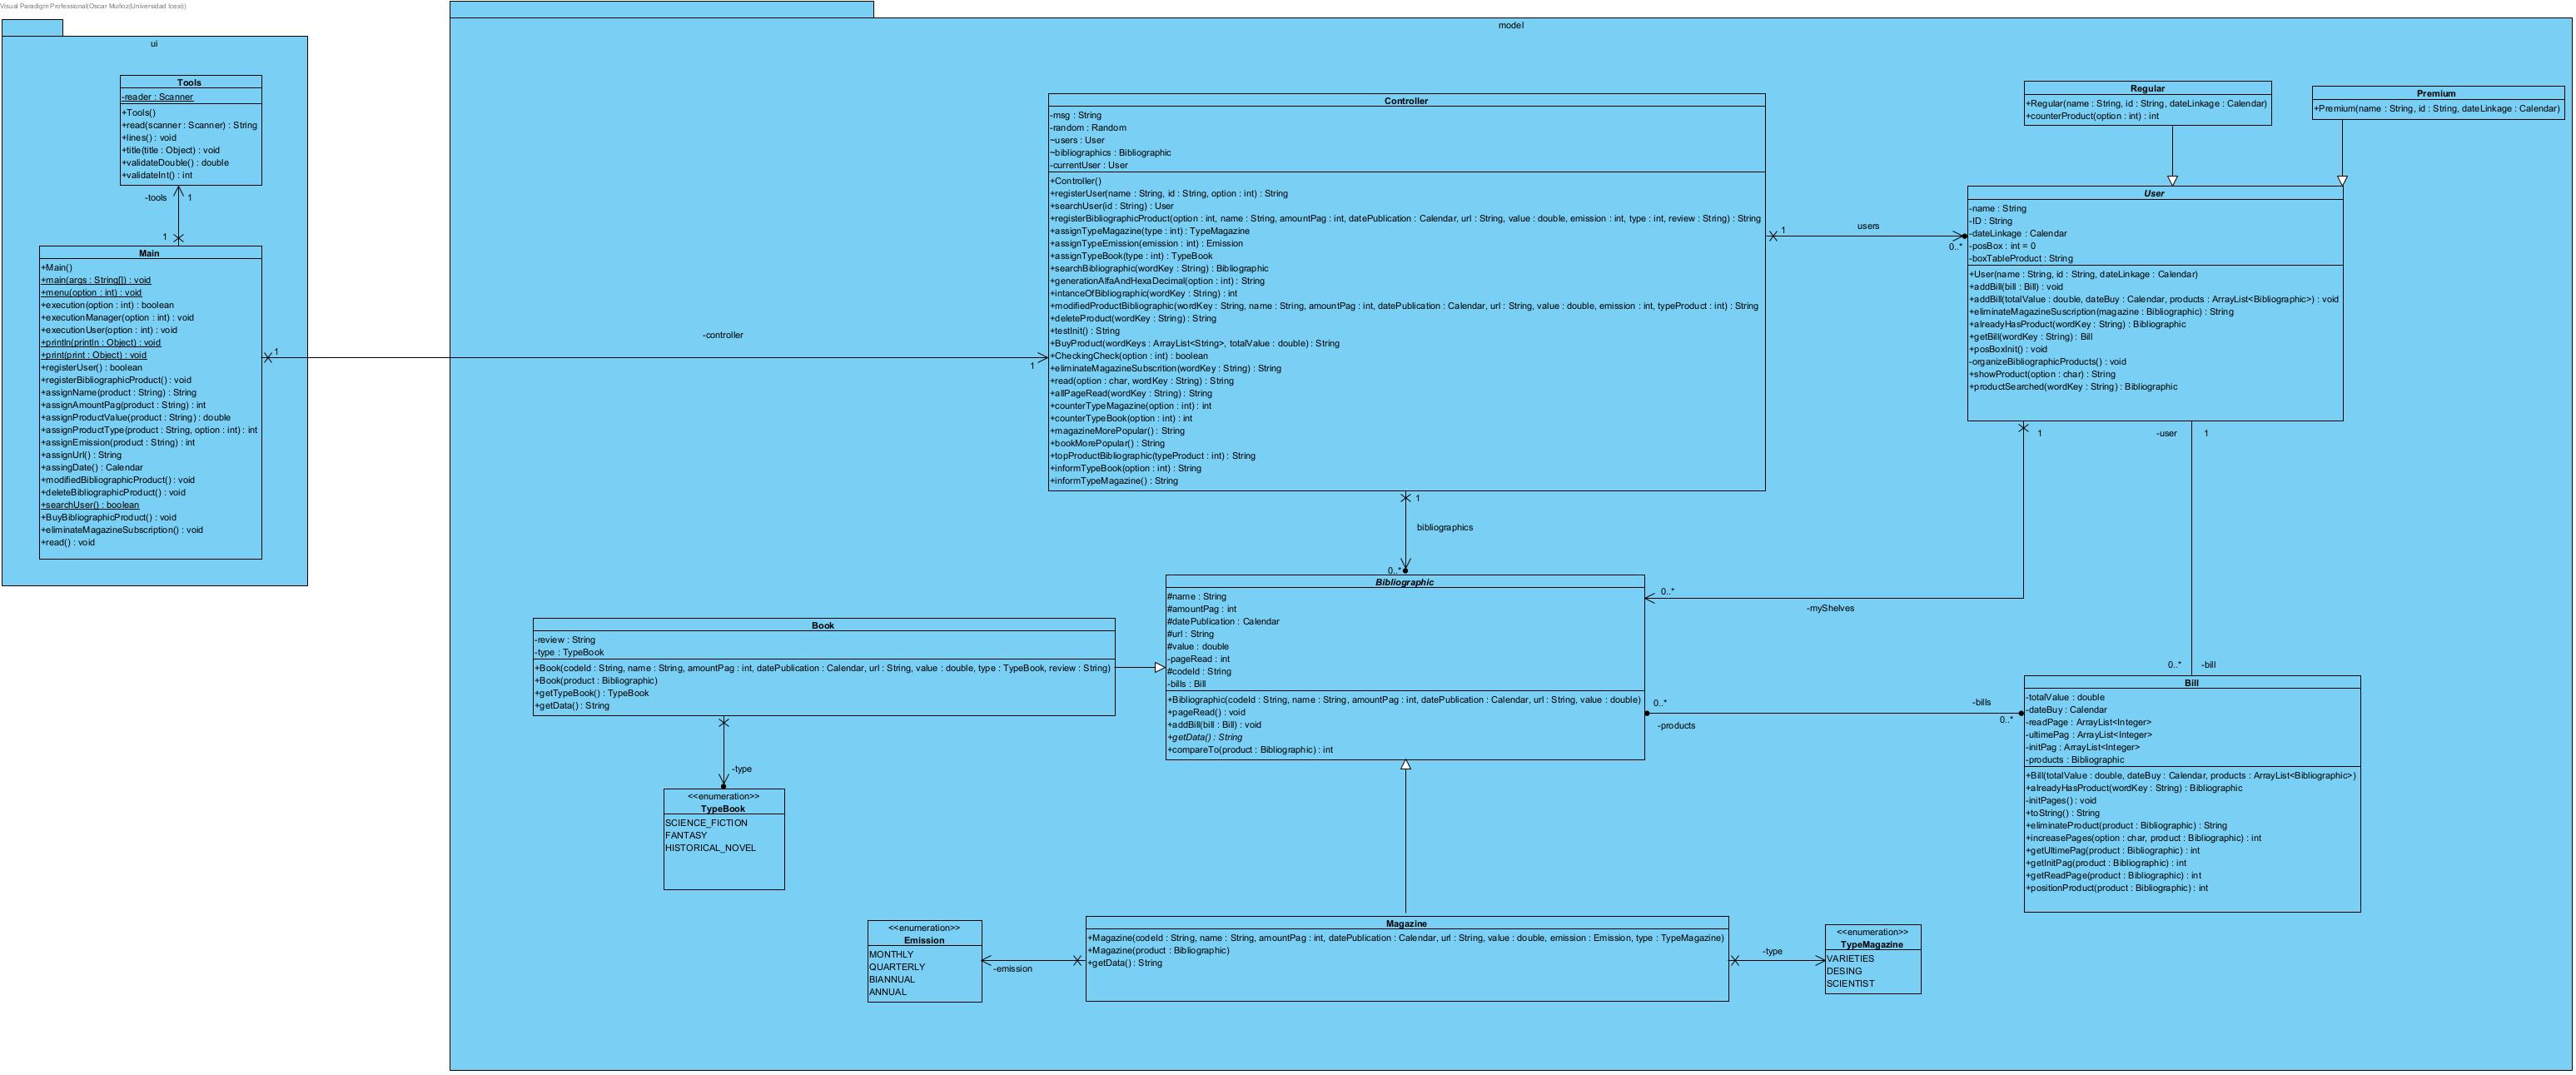 Visual Paradigm Professional(Oscar Muñoz(Universidad Icesi))
ui
Tools
-reader : Scanner
+Tools()
+read(scanner : Scanner) : String
+lines() : void
+title(title : Object) : void
+validateDouble() : double
+validateInt() : int
-tools
1
1
Main
+Main()
+main(args : String[]) : void
+menu(option : int) : void
+execution(option : int) : boolean
+executionManager(option : int) : void
+executionUser(option : int) : void
+println(println : Object) : void
+print(print : Object) : void
+registerUser() : boolean
+registerBibliographicProduct() : void
+assignName(product : String) : String
+assignAmountPag(product : String) : int
+assignProductValue(product : String) : double
+assignProductType(product : String, option : int) : int
+assignEmission(product : String) : int
+assignUrl() : String
+assingDate() : Calendar
+modifiedBibliographicProduct() : void
+deleteBibliographicProduct() : void
+searchUser() : boolean
+BuyBibliographicProduct() : void
+eliminateMagazineSubscription() : void
+read() : void
1
-controller
1
model
Controller
-msg : String
-random : Random
~users : User
~bibliographics : Bibliographic
-currentUser : User
+Controller()
+registerUser(name : String, id : String, option : int) : String
+searchUser(id : String) : User
+registerBibliographicProduct(option : int, name : String, amountPag : int, datePublication : Calendar, url : String, value : double, emission : int, type : int, review : String) : String
+assignTypeMagazine(type : int) : TypeMagazine
+assignTypeEmission(emission : int) : Emission
+assignTypeBook(type : int) : TypeBook
+searchBibliographic(wordKey : String) : Bibliographic
+generationAlfaAndHexaDecimal(option : int) : String
+intanceOfBibliographic(wordKey : String) : int
+modifiedProductBibliographic(wordKey : String, name : String, amountPag : int, datePublication : Calendar, url : String, value : double, emission : int, typeProduct : int) : String
+deleteProduct(wordKey : String) : String
+testInit() : String
+BuyProduct(wordKeys : ArrayList<String>, totalValue : double) : String
+CheckingCheck(option : int) : boolean
+eliminateMagazineSubscrition(wordKey : String) : String
+read(option : char, wordKey : String) : String
+allPageRead(wordKey : String) : String
+counterTypeMagazine(option : int) : int
+counterTypeBook(option : int) : int
+magazineMorePopular() : String
+bookMorePopular() : String
+topProductBibliographic(typeProduct : int) : String
+informTypeBook(option : int) : String
+informTypeMagazine() : String
1
users
0..*
Regular
+Regular(name : String, id : String, dateLinkage : Calendar)
+counterProduct(option : int) : int
Premium
+Premium(name : String, id : String, dateLinkage : Calendar)
User
-name : String
-ID : String
-dateLinkage : Calendar
-posBox : int = 0
-boxTableProduct : String
+User(name : String, id : String, dateLinkage : Calendar)
+addBill(bill : Bill) : void
+addBill(totalValue : double, dateBuy : Calendar, products : ArrayList<Bibliographic>) : void
+eliminateMagazineSuscription(magazine : Bibliographic) : String
+alreadyHasProduct(wordKey : String) : Bibliographic
+getBill(wordKey : String) : Bill
+posBoxInit() : void
-organizeBibliographicProducts() : void
+showProduct(option : char) : String
+productSearched(wordKey : String) : Bibliographic
1
-user
1
1
bibliographics
0..*
Bibliographic
#name : String
#amountPag : int
#datePublication : Calendar
#url : String
#value : double
-pageRead : int
#codeId : String
-bills : Bill
+Bibliographic(codeId : String, name : String, amountPag : int, datePublication : Calendar, url : String, value : double)
+pageRead() : void
+addBill(bill : Bill) : void
+getData() : String
+compareTo(product : Bibliographic) : int
0..*
-myShelves
0..*
-products
-bills
0..*
0..*
-bill
Book
-review : String
-type : TypeBook
+Book(codeId : String, name : String, amountPag : int, datePublication : Calendar, url : String, value : double, type : TypeBook, review : String)
+Book(product : Bibliographic)
+getTypeBook() : TypeBook
+getData() : String
-type
<<enumeration>>
TypeBook
SCIENCE_FICTION
FANTASY
HISTORICAL_NOVEL
Bill
-totalValue : double
-dateBuy : Calendar
-readPage : ArrayList<Integer>
-ultimePag : ArrayList<Integer>
-initPag : ArrayList<Integer>
-products : Bibliographic
+Bill(totalValue : double, dateBuy : Calendar, products : ArrayList<Bibliographic>)
+alreadyHasProduct(wordKey : String) : Bibliographic
-initPages() : void
+toString() : String
+eliminateProduct(product : Bibliographic) : String
+increasePages(option : char, product : Bibliographic) : int
+getUltimePag(product : Bibliographic) : int
+getInitPag(product : Bibliographic) : int
+getReadPage(product : Bibliographic) : int
+positionProduct(product : Bibliographic) : int
<<enumeration>>
Emission
MONTHLY
QUARTERLY
BIANNUAL
ANNUAL
-emission
Magazine
+Magazine(codeId : String, name : String, amountPag : int, datePublication : Calendar, url : String, value : double, emission : Emission, type : TypeMagazine)
+Magazine(product : Bibliographic)
+getData() : String
-type
<<enumeration>>
TypeMagazine
VARIETIES
DESING
SCIENTIST